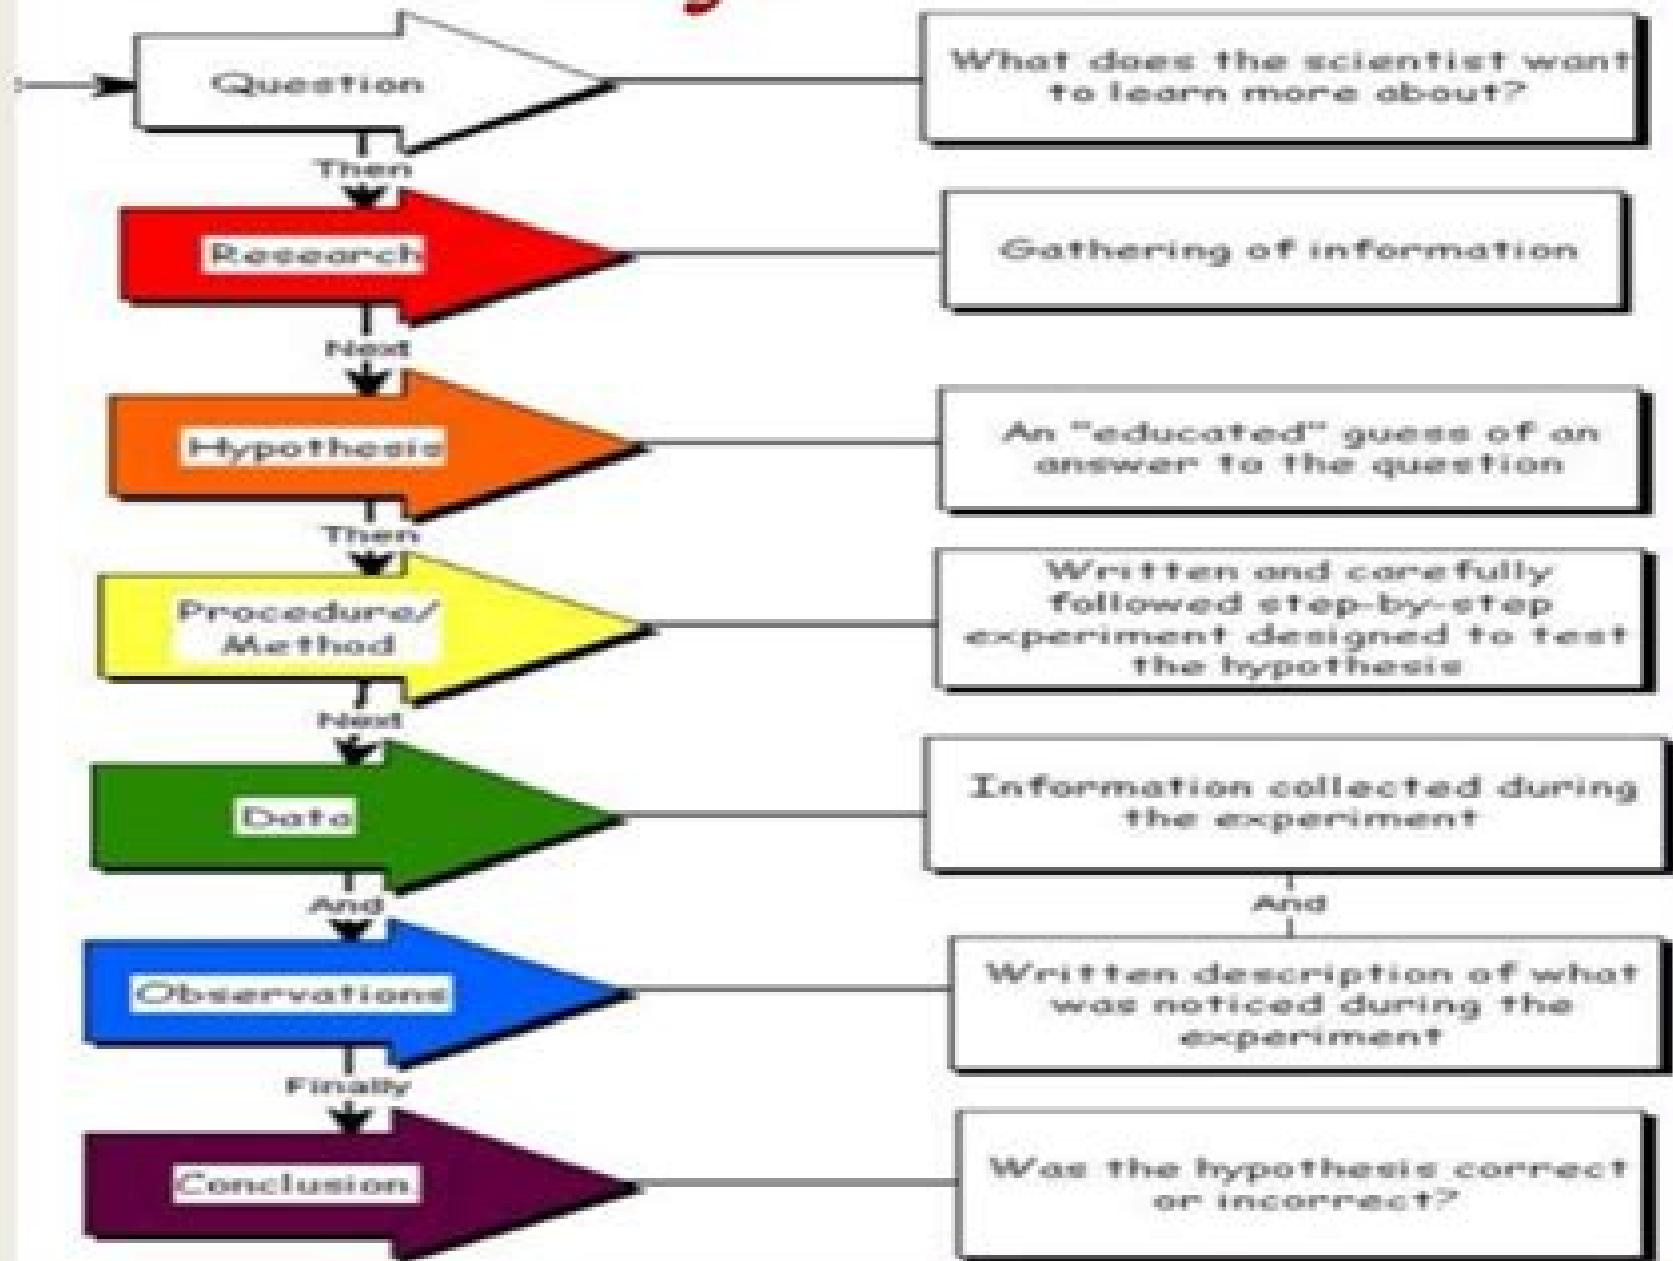 Question
What does the scientist want
to learn more about?
Then
Research
Gathering of information
Next
Hypothesis
An "educated" guess of an
answer to the question
Then
Procedure/
Method
Written and carefully
followed step-by-step
experiment designed to test
the hypothesis
Next
Data
Information collected during
the experiment
And
And
Observations
Written description of what
was noticed during the
experiment
Finally
Conclusion
Was the hypothesis correct
or incorrect?